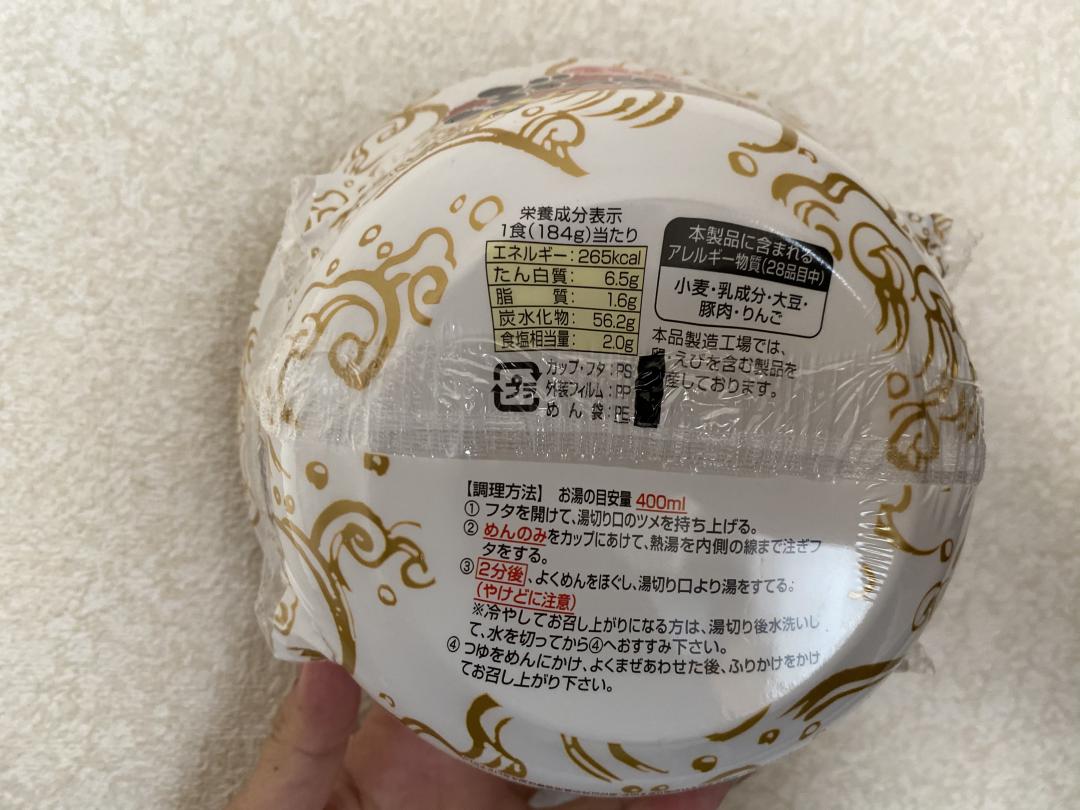 栄養成分表示
1食(184g)当たり
エネルギー: 265kcal
たん白質: 6.5g
脂質: 1.6g
炭水化物: 56.2g
食塩相当量: 2.0g
本製品に含まれる
アレルギー物質(28品目中)
小麦・乳成分・大豆・
豚肉・りんご
本品製造工場では、
・えびを含む製品を
産しております。
プラ
カップ・フタ:PS
外装フィルム:PP
めん袋:PE
【調理方法】 お湯の目安量 400ml
① フタを開けて、湯切り口のツメを持ち上げる。
② めんのみをカップにあけて、熱湯を内側の線まで注ぎフ
タをする。
③ 2分後、よくめんをほぐし、湯切り口より湯をすてる。
(やけどに注意)
※冷やしてお召し上がりになる方は、湯切り後水洗いし
て、水を切ってから④へおすすみ下さい。
④ つゆをめんにかけ、よくまぜあわせた後、ふりかけをかけ
てお召し上がり下さい。